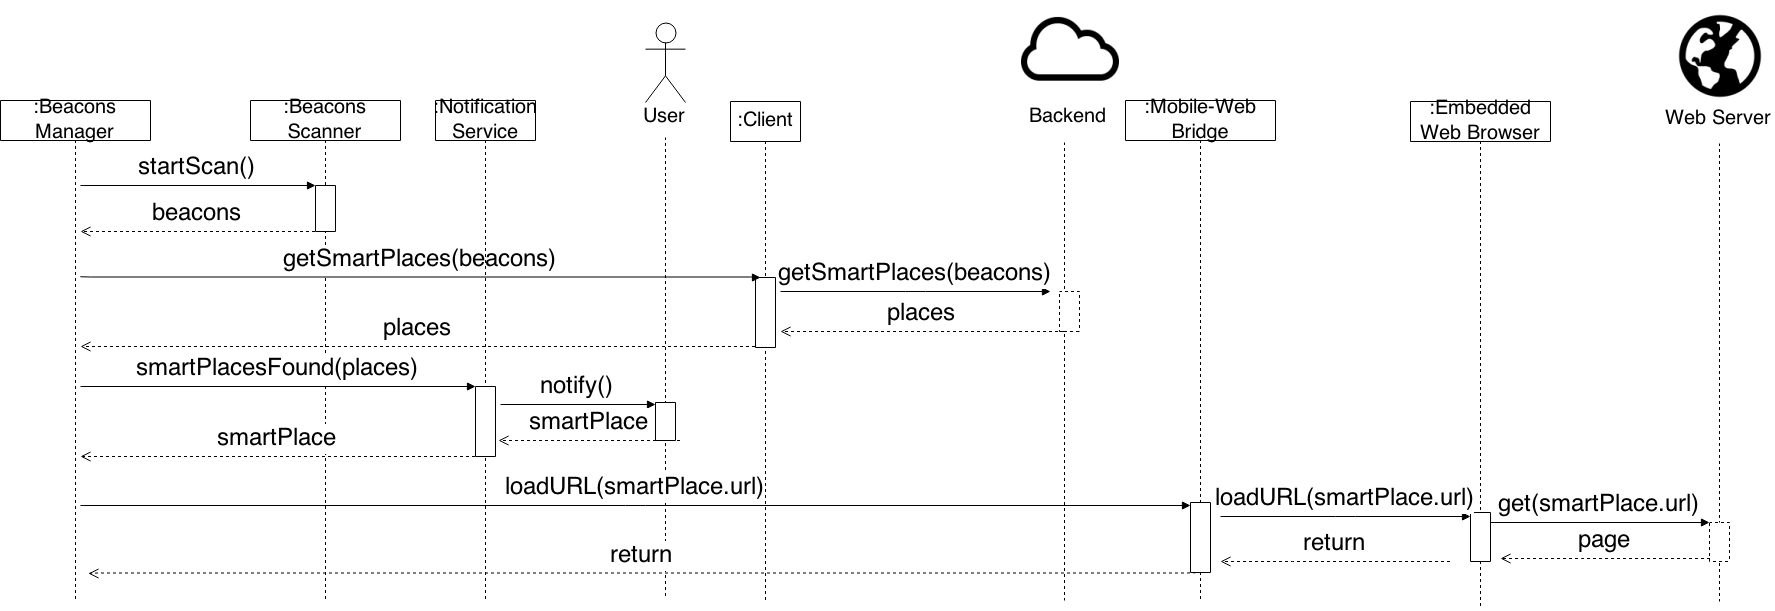 :Beacons
Manager
:Beacons
Scanner
:Notification
Service
User
:Client
Backend
:Mobile-Web
Bridge
:Embedded
Web Browser
Web Server
startScan()
beacons
getSmartPlaces(beacons)
getSmartPlaces(beacons)
places
places
smartPlacesFound(places)
notify()
smartPlace
smartPlace
loadURL(smartPlace.url)
loadURL(smartPlace.url)
get(smartPlace.url)
page
return
return